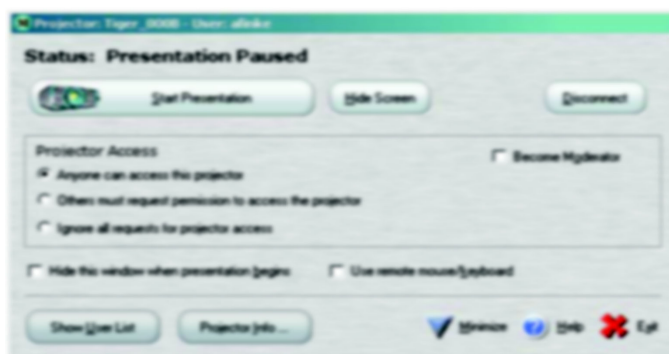 Projector: Tiger_0008 - User: afinke
Status: Presentation Paused
Start Presentation Hide Screen Disconnect
Projector Access Become Moderator
Anyone can access this projector
Others must request permission to access the projector
Ignore all requests for projector access
Hide this window when presentation begins Use remote mouse/keyboard
Show User List Projector Info ... Minimize Help Exit